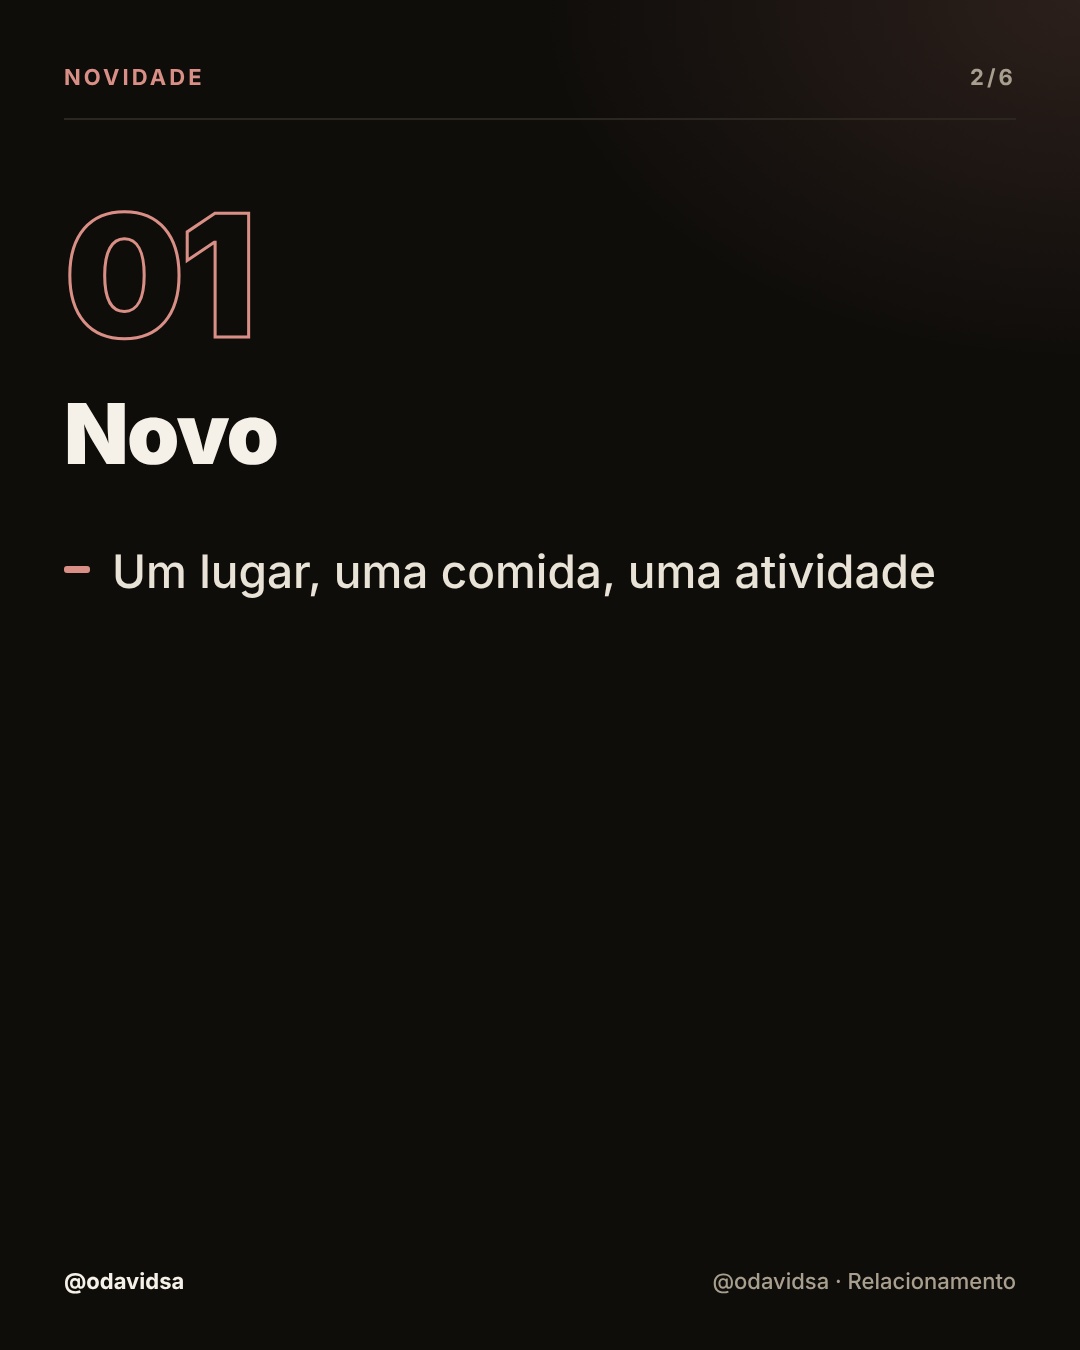 NOVIDADE
2/6
01
Novo
Um lugar, uma comida, uma atividade
@odavidsa
@odavidsa · Relacionamento